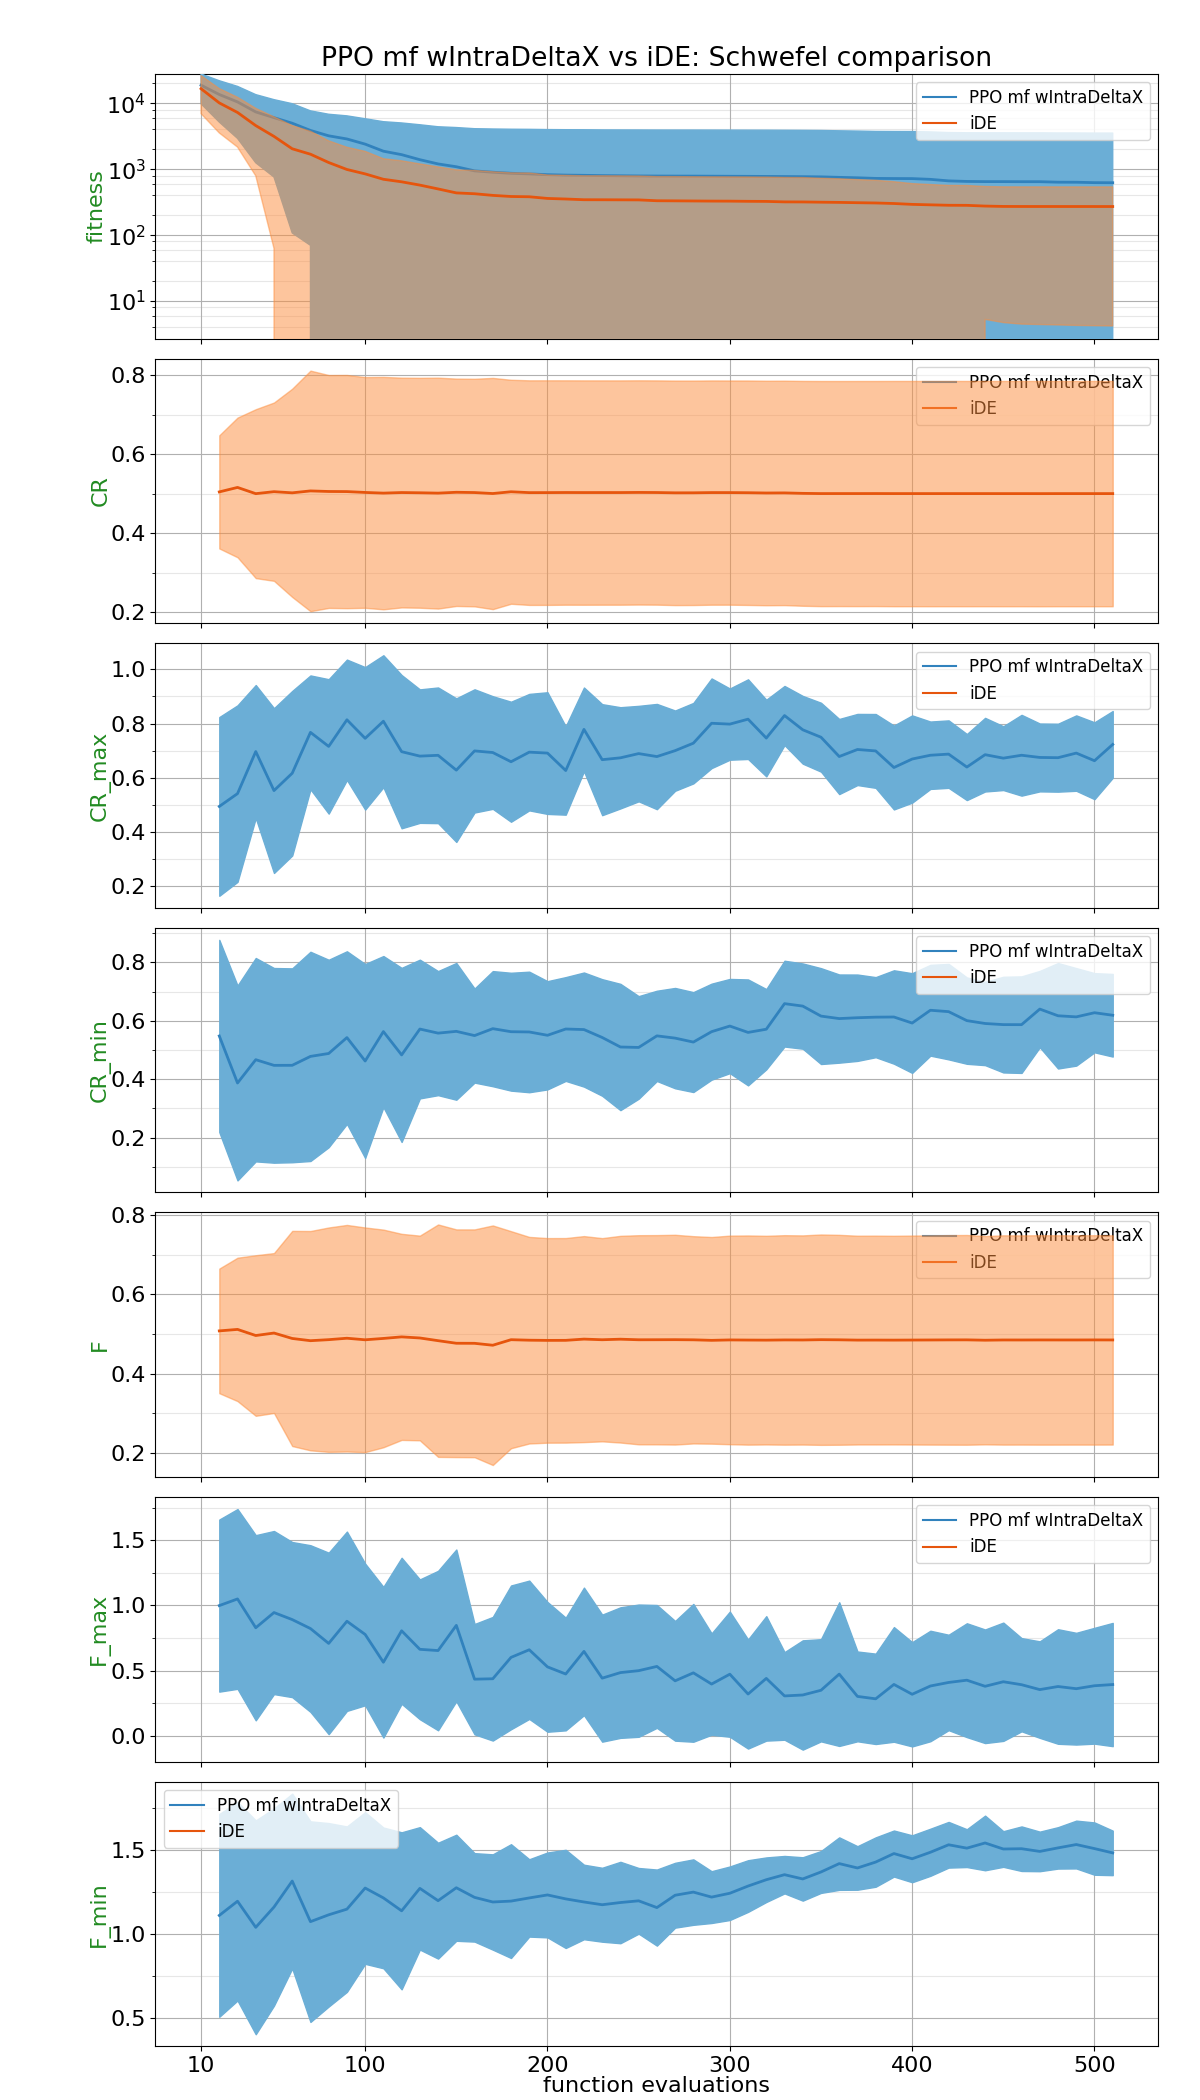 PPO mf wIntraDeltaX vs iDE: Schwefel comparison
10^4
10^3
10^2
10^1
fitness
PPO mf wIntraDeltaX
iDE
0.8
0.6
0.4
0.2
CR
PPO mf wIntraDeltaX
iDE
1.0
0.8
0.6
0.4
0.2
CR_max
PPO mf wIntraDeltaX
iDE
0.8
0.6
0.4
0.2
CR_min
PPO mf wIntraDeltaX
iDE
0.8
0.6
0.4
0.2
F
PPO mf wIntraDeltaX
iDE
1.5
1.0
0.5
0.0
F_max
PPO mf wIntraDeltaX
iDE
1.5
1.0
0.5
F_min
PPO mf wIntraDeltaX
iDE
10 100 200 300 400 500
function evaluations